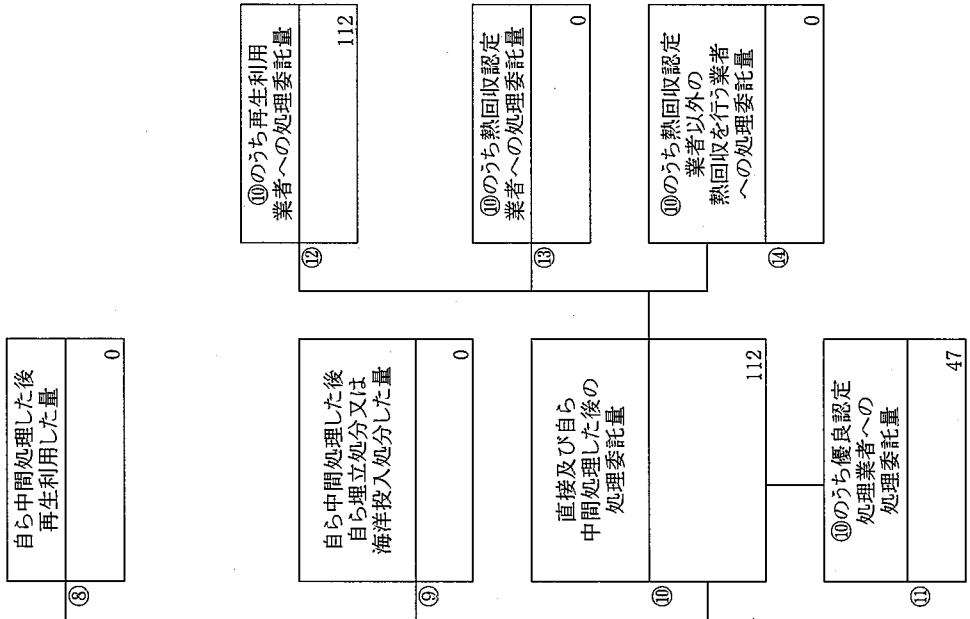 ⑧
自ら中間処理した後
再生利用した量
0
⑨
自ら中間処理した後
自ら埋立処分又は
海洋投入処分した量
0
⑩
直接及び自ら
中間処理した後の
処理委託量
112
⑪
⑩のうち優良認定
処理業者への
処理委託量
47
⑫
⑩のうち再生利用
業者への処理委託量
112
⑬
⑩のうち熱回収認定
業者への処理委託量
0
⑭
⑩のうち熱回収認定
業者以外の
熱回収を行う業者
への処理委託量
0